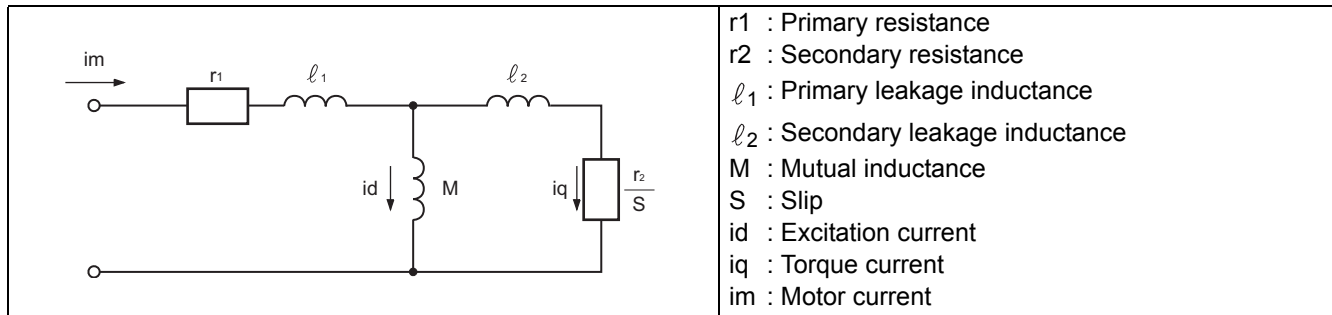 im
r1
ℓ1
ℓ2
id
M
iq
r2
S
r1 : Primary resistance
r2 : Secondary resistance
ℓ1 : Primary leakage inductance
ℓ2 : Secondary leakage inductance
M : Mutual inductance
S : Slip
id : Excitation current
iq : Torque current
im : Motor current